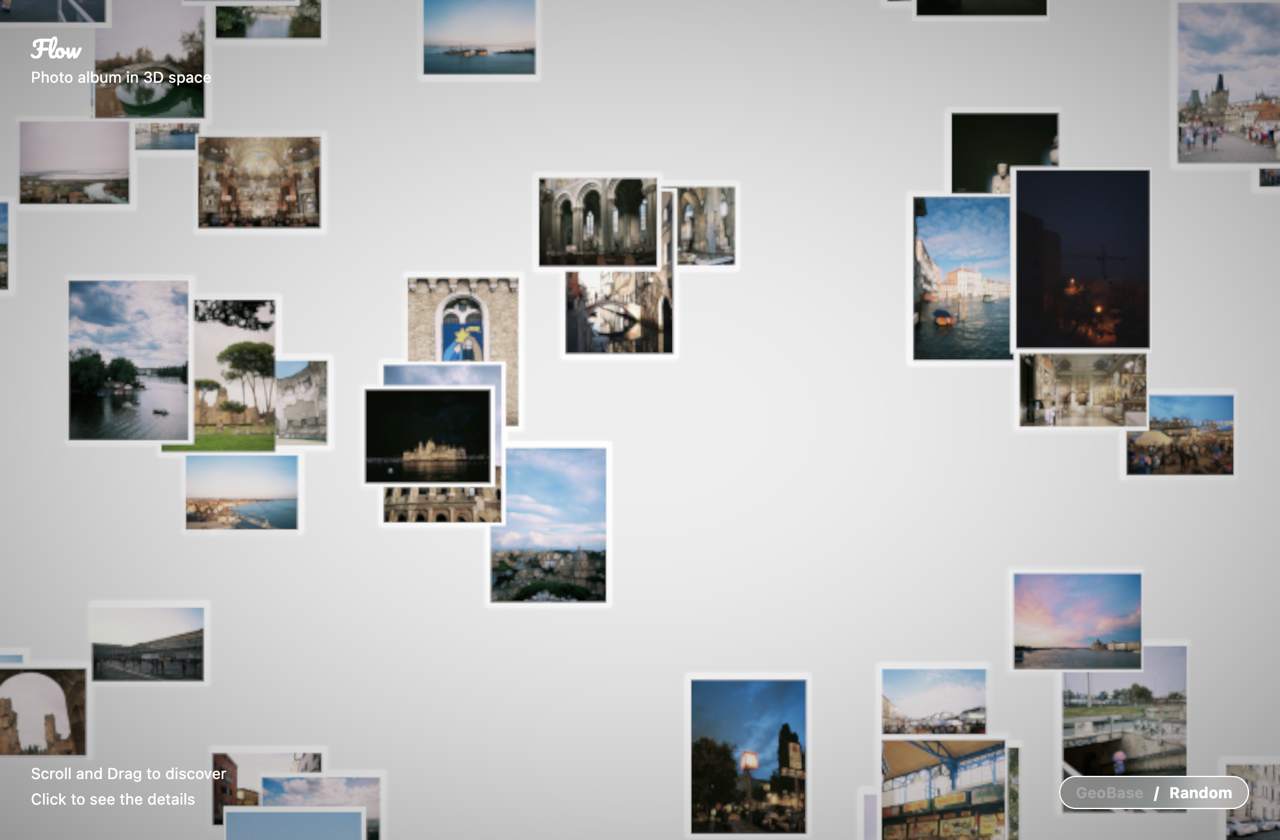 Flow
Photo album in 3D space
Scroll and Drag to discover
Click to see the details
GeoBase / Random